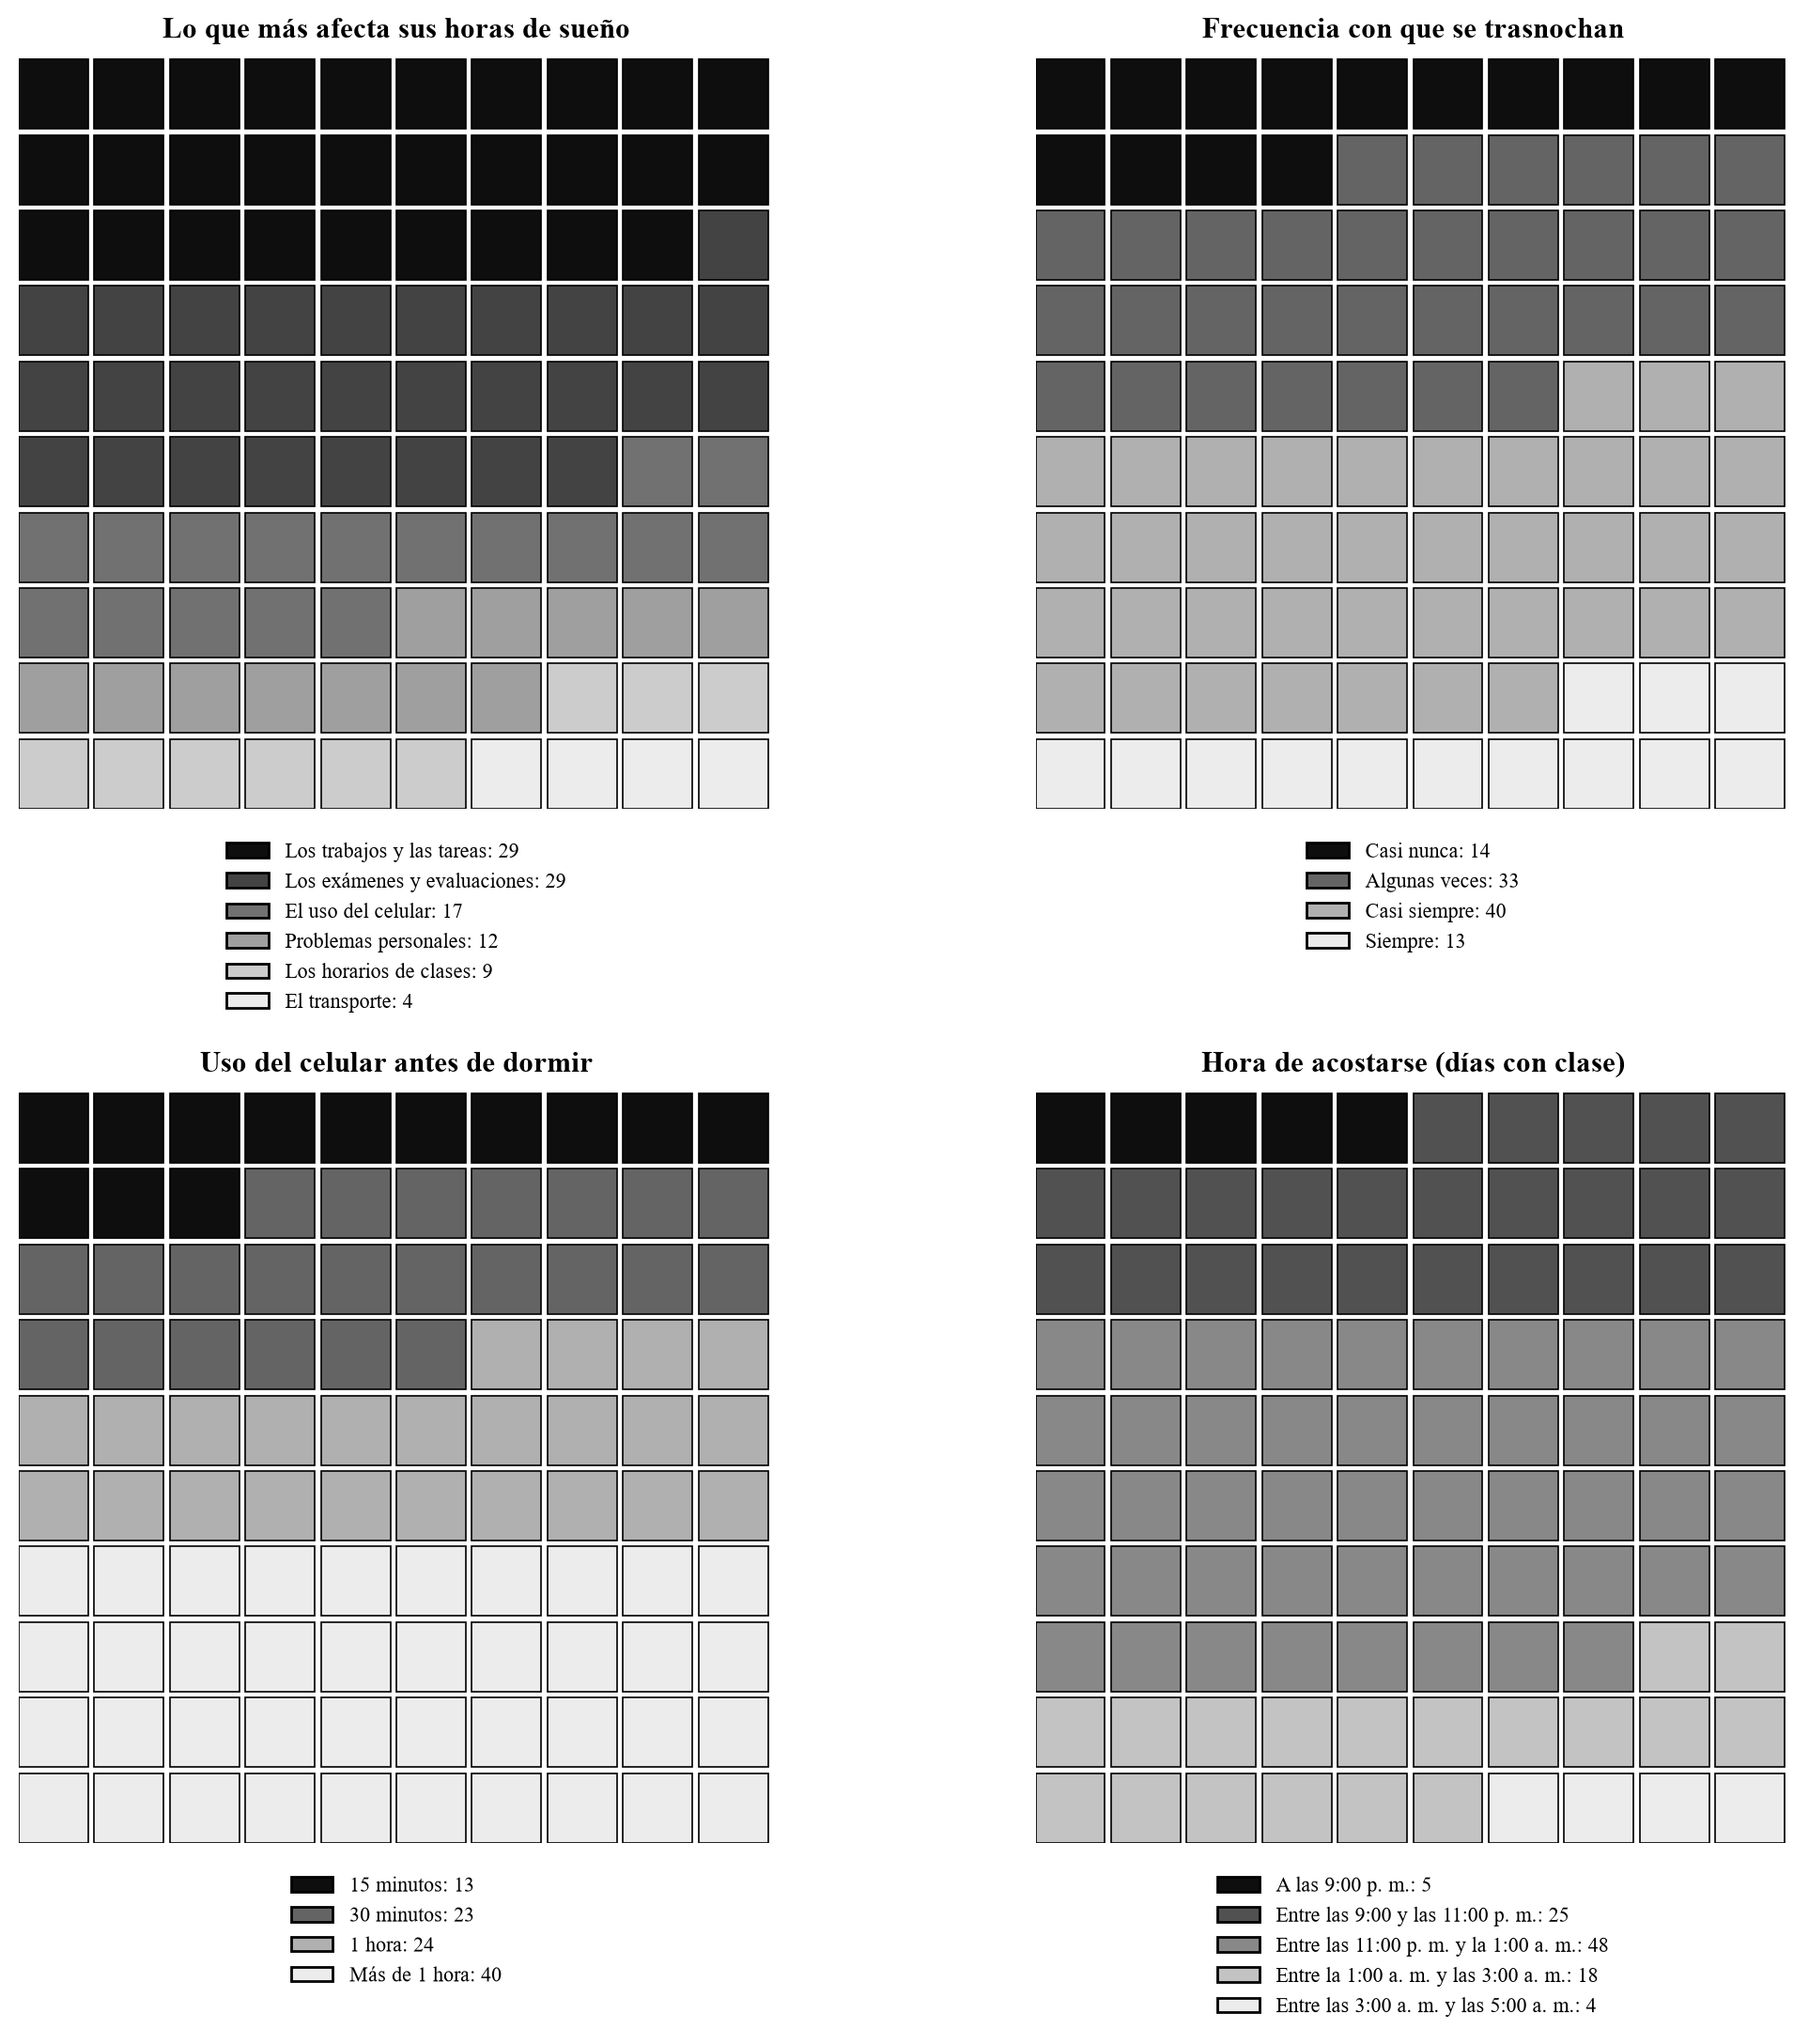 Lo que más afecta sus horas de sueño
Los trabajos y las tareas: 29
Los exámenes y evaluaciones: 29
El uso del celular: 17
Problemas personales: 12
Los horarios de clases: 9
El transporte: 4
Frecuencia con que se trasnochan
Casi nunca: 14
Algunas veces: 33
Casi siempre: 40
Siempre: 13
Uso del celular antes de dormir
15 minutos: 13
30 minutos: 23
1 hora: 24
Más de 1 hora: 40
Hora de acostarse (días con clase)
A las 9:00 p. m.: 5
Entre las 9:00 y las 11:00 p. m.: 25
Entre las 11:00 p. m. y la 1:00 a. m.: 48
Entre la 1:00 a. m. y las 3:00 a. m.: 18
Entre las 3:00 a. m. y las 5:00 a. m.: 4